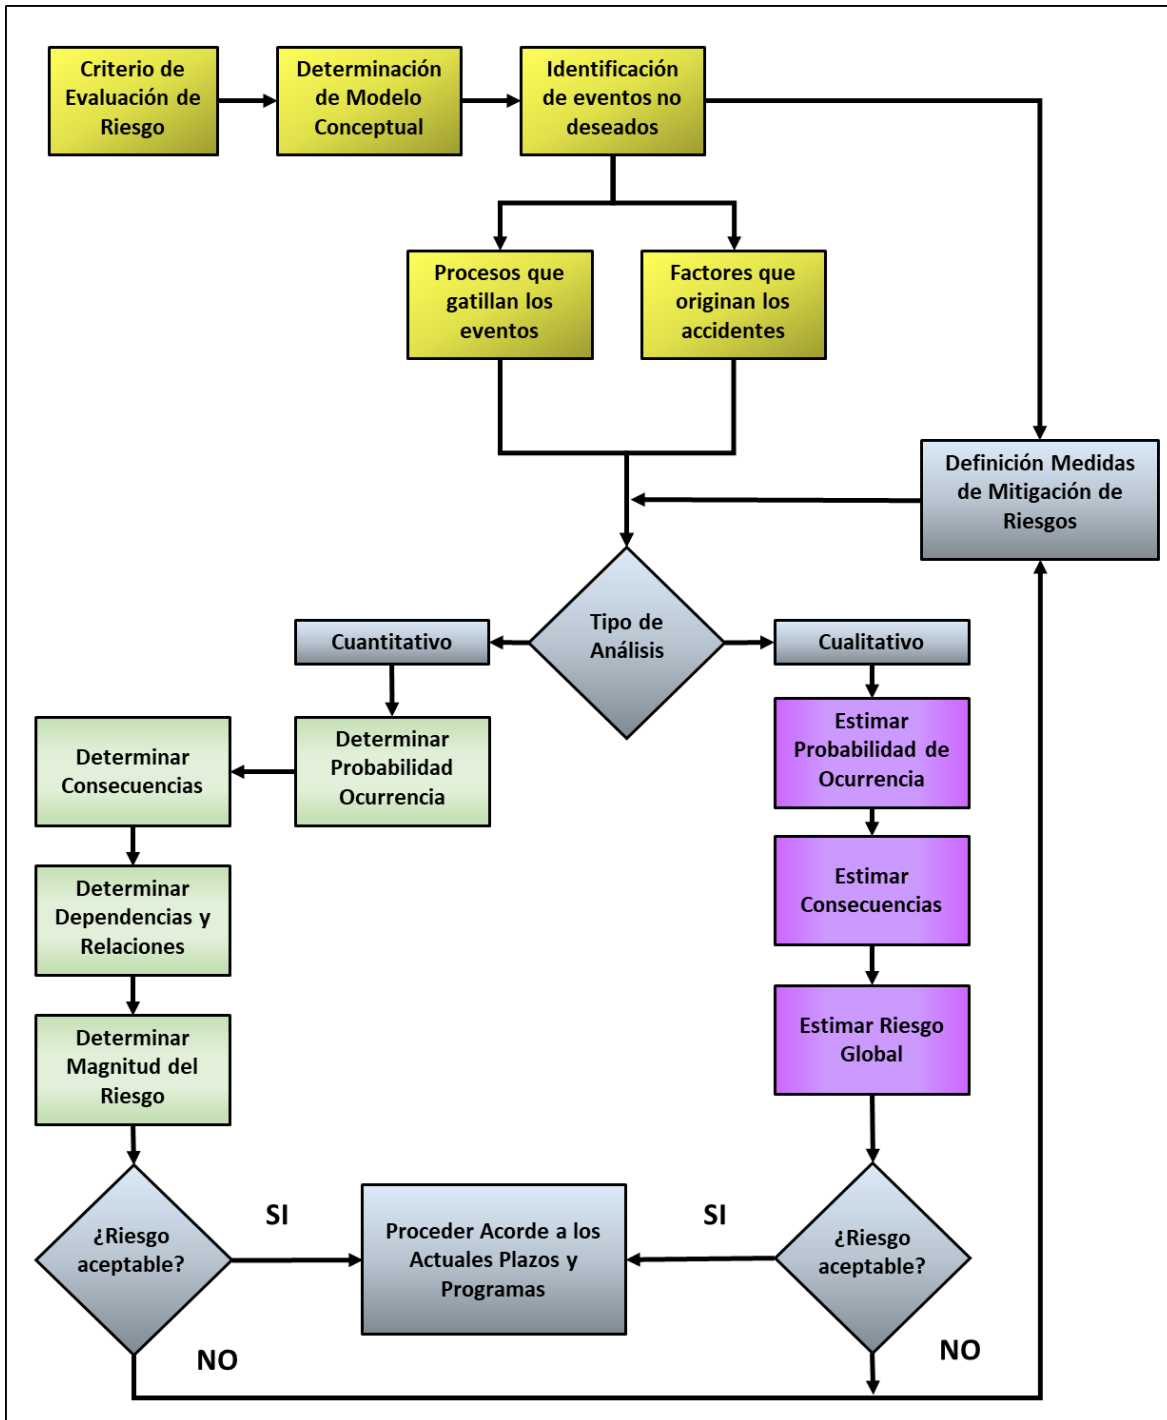 Criterio de
Evaluación de
Riesgo
Determinación
de Modelo
Conceptual
Identificación
de eventos no
deseados
Procesos que
gatillan los
eventos
Factores que
originan los
accidentes
Definición Medidas
de Mitigación de
Riesgos
Tipo de
Análisis
Cuantitativo
Cualitativo
Determinar
Probabilidad
Ocurrencia
Determinar
Consecuencias
Determinar
Dependencias y
Relaciones
Determinar
Magnitud del
Riesgo
Estimar
Probabilidad de
Ocurrencia
Estimar
Consecuencias
Estimar Riesgo
Global
¿Riesgo
aceptable?
SI
NO
Proceder Acorde a los
Actuales Plazos y
Programas
SI
¿Riesgo
aceptable?
NO